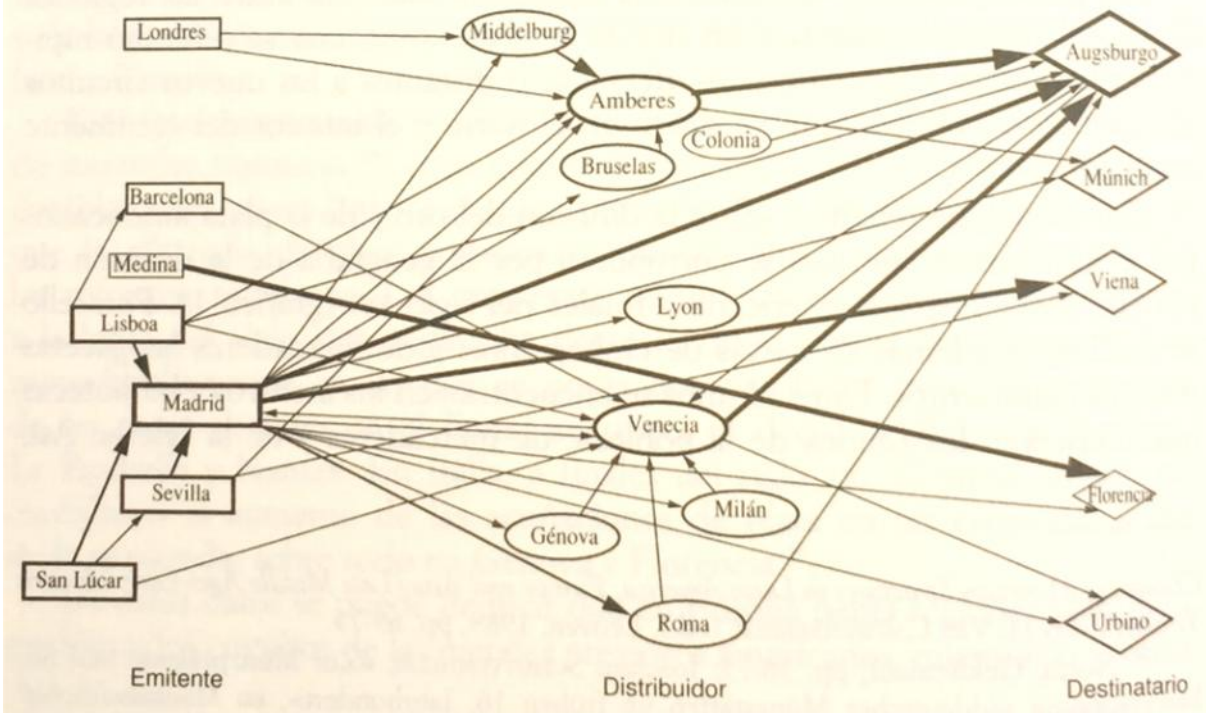 Londres
Middelburg
Augsburgo
Amberes
Colonia
Bruselas
Múnich
Barcelona
Medina
Viena
Lisboa
Lyon
Madrid
Venecia
Sevilla
Milán
Florencia
Génova
San Lúcar
Roma
Urbino
Emitente
Distribuidor
Destinatario